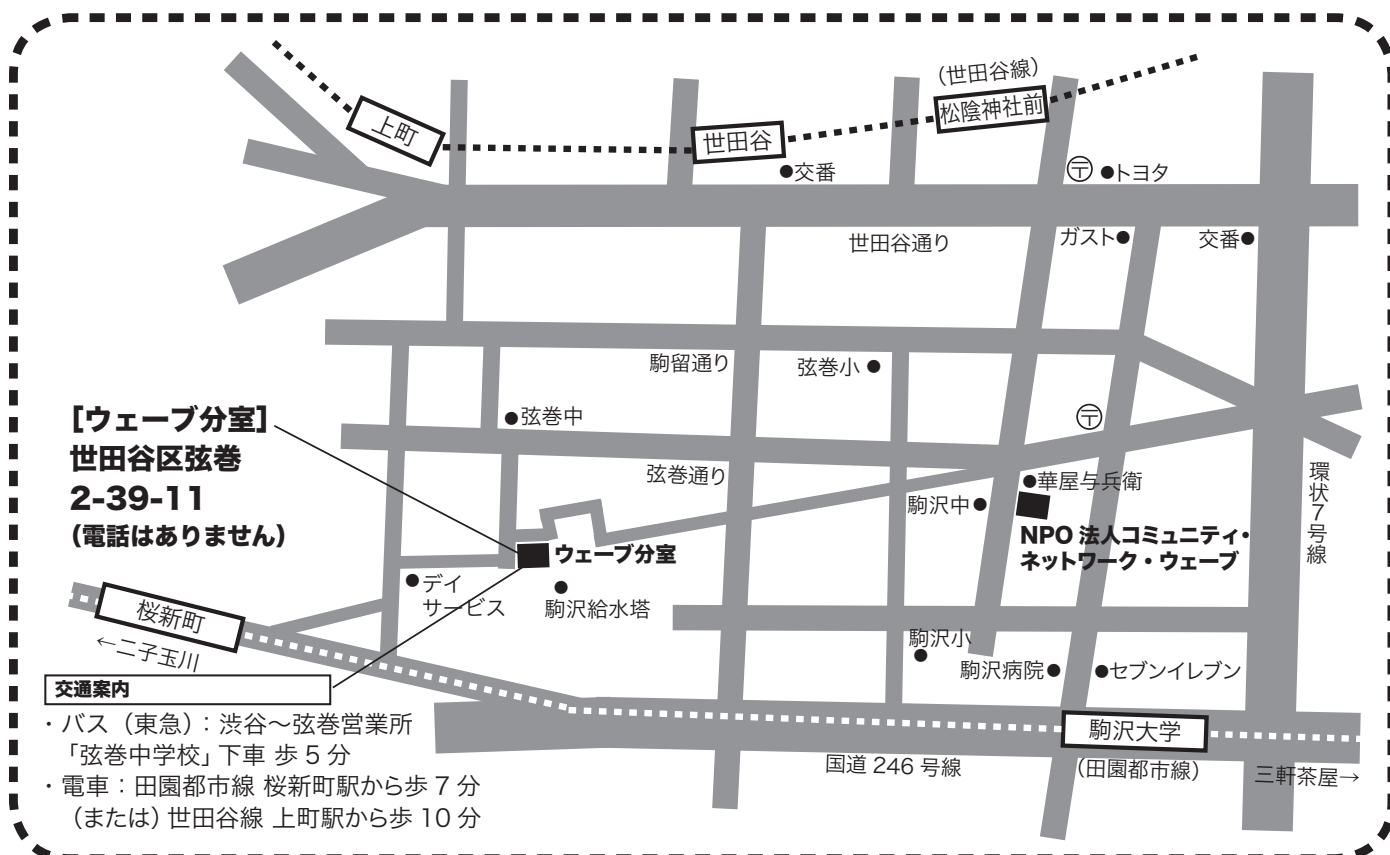 (世田谷線)
上町
世田谷
松陰神社前
●交番
〒 ●トヨタ
世田谷通り
ガスト●
交番●
駒留通り
弦巻小 ●
[ウェーブ分室]
世田谷区弦巻
2-39-11
(電話はありません)
●弦巻中
〒
弦巻通り
環状7号線
●華屋与兵衛
駒沢中●
NPO 法人コミュニティ・
ネットワーク・ウェーブ
ウェーブ分室
●デイ
サービス
駒沢給水塔
桜新町
←二子玉川
駒沢小
駒沢病院●
●セブンイレブン
交通案内
・バス（東急）：渋谷～弦巻営業所
「弦巻中学校」下車 歩 5 分
・電車：田園都市線 桜新町駅から歩 7 分
（または）世田谷線 上町駅から歩 10 分
駒沢大学
国道 246 号線
(田園都市線)
三軒茶屋→